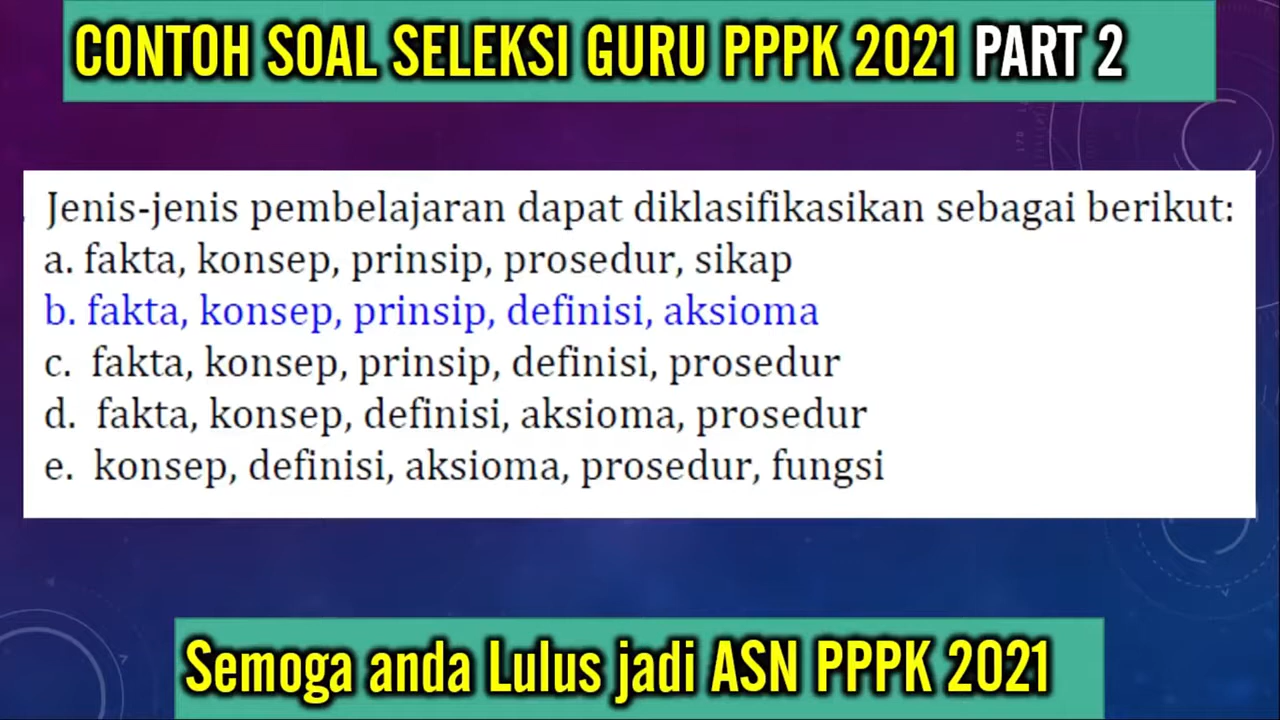 CONTOH SOAL SELEKSI GURU PPPK 2021 PART 2
Jenis-jenis pembelajaran dapat diklasifikasikan sebagai berikut:
a. fakta, konsep, prinsip, prosedur, sikap
b. fakta, konsep, prinsip, definisi, aksioma
c. fakta, konsep, prinsip, definisi, prosedur
d. fakta, konsep, definisi, aksioma, prosedur
e. konsep, definisi, aksioma, prosedur, fungsi
Semoga anda Lulus jadi ASN PPPK 2021